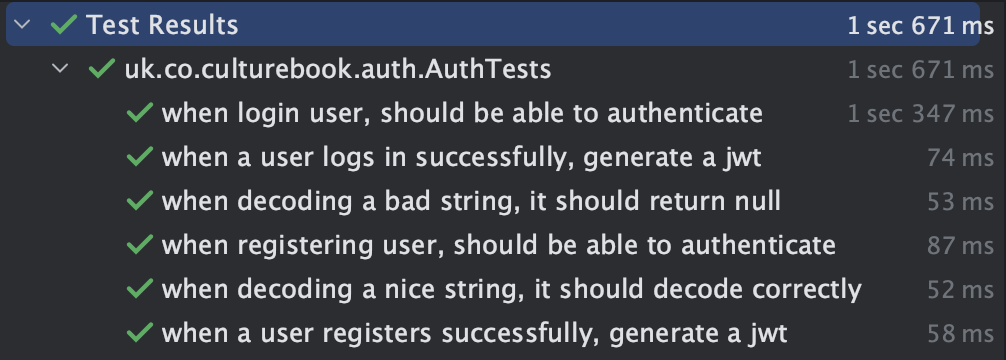 Test Results 1 sec 671 ms
uk.co.culturebook.auth.AuthTests 1 sec 671 ms
when login user, should be able to authenticate 1 sec 347 ms
when a user logs in successfully, generate a jwt 74 ms
when decoding a bad string, it should return null 53 ms
when registering user, should be able to authenticate 87 ms
when decoding a nice string, it should decode correctly 52 ms
when a user registers successfully, generate a jwt 58 ms